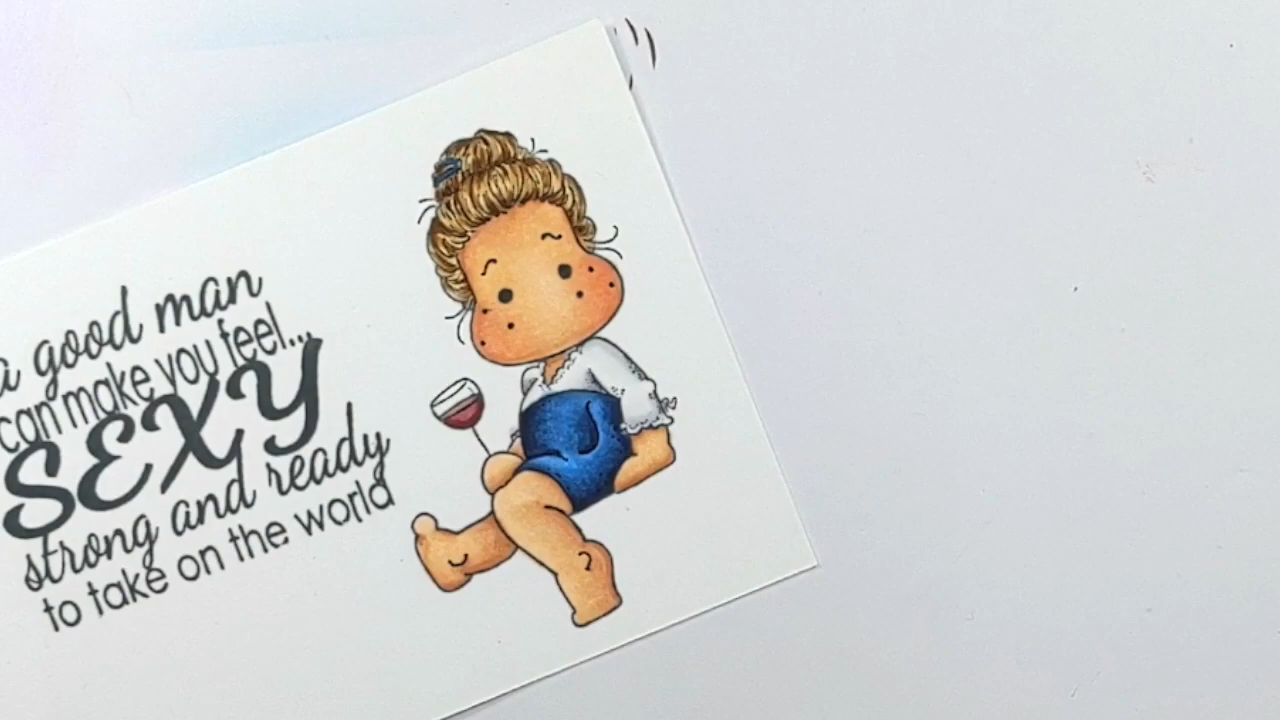 a good man
can make you feel...
SEXY
strong and ready
to take on the world